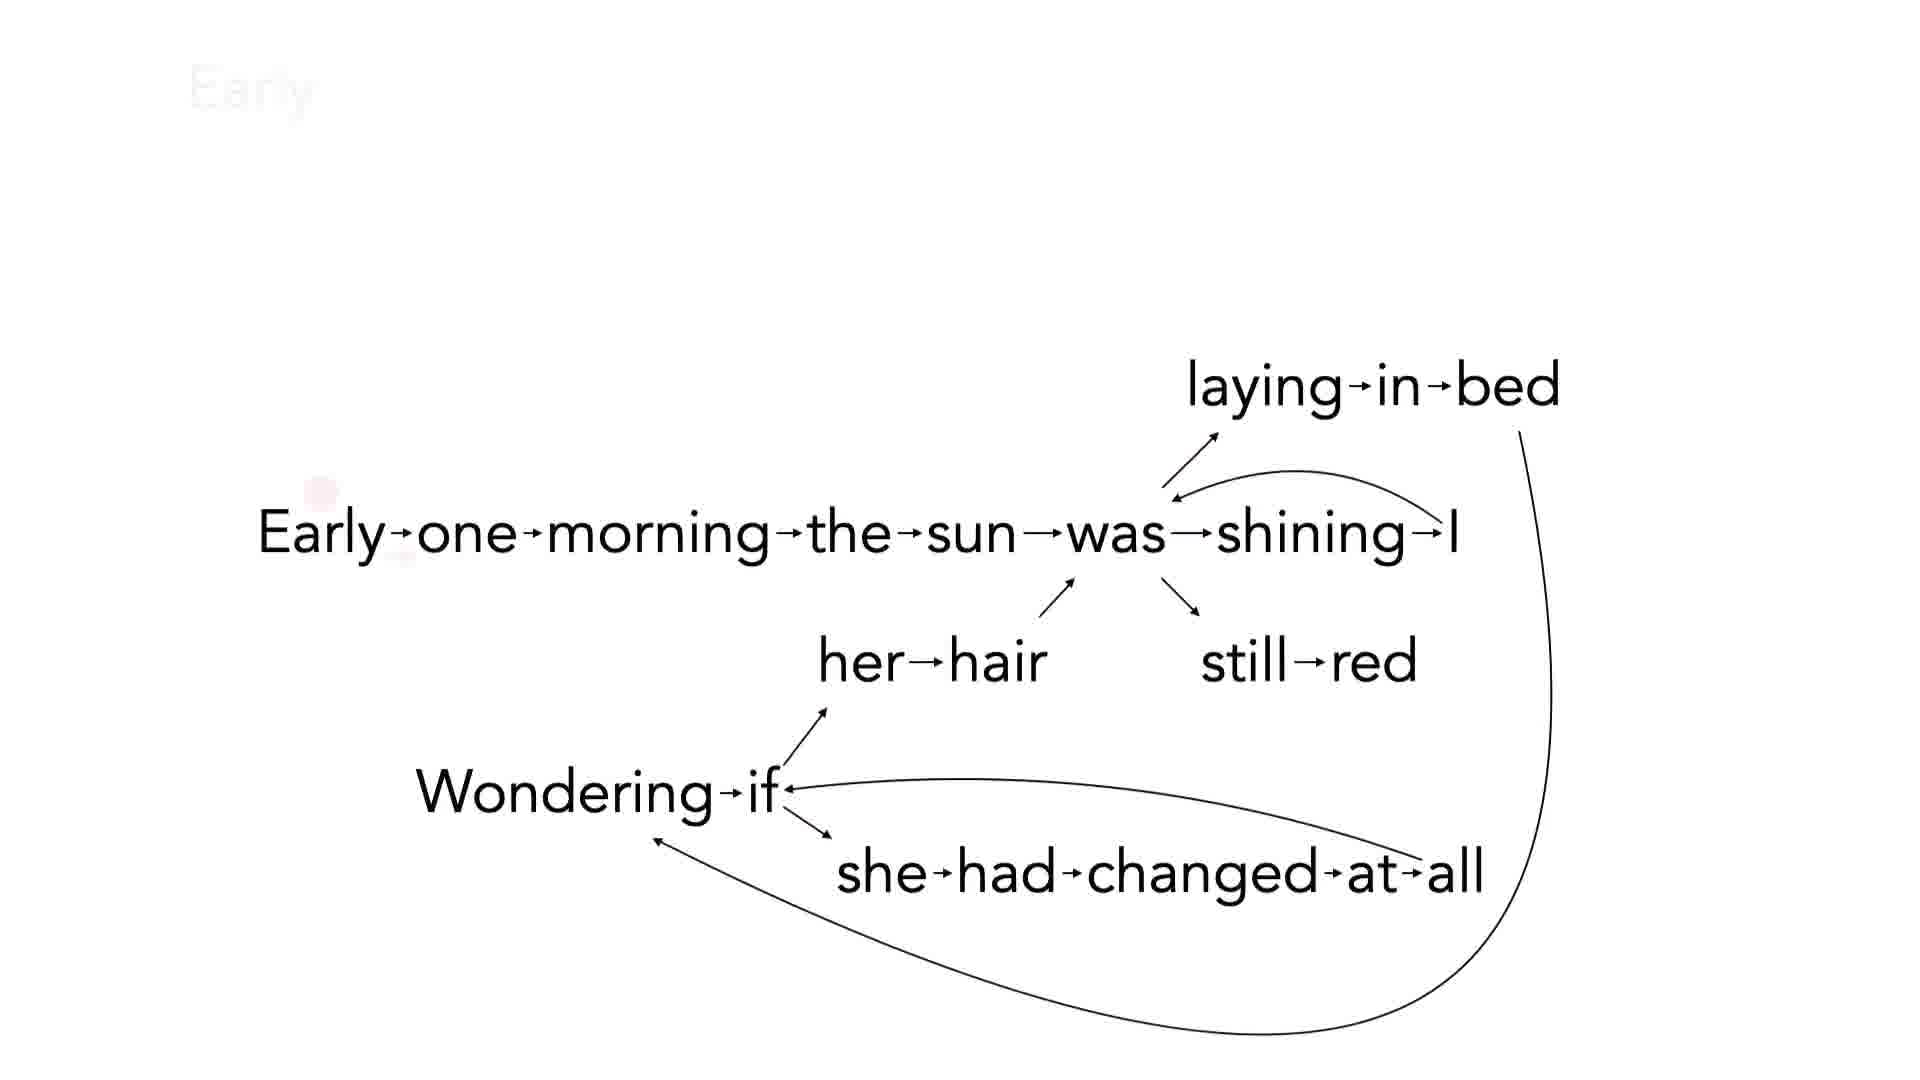 Early
laying→in→bed
Early→one→morning→the→sun→was→shining→I
her→hair still→red
Wondering→if
she→had→changed→at→all